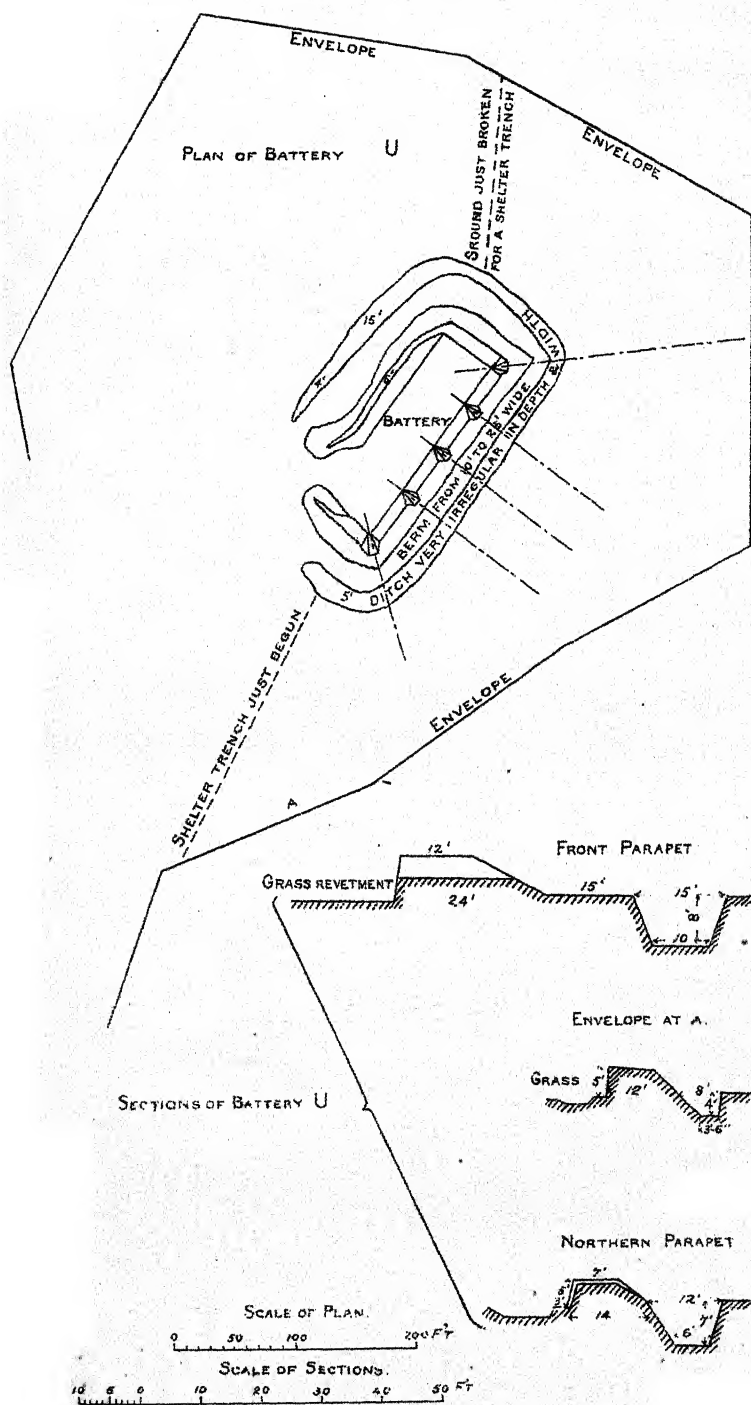 ENVELOPE
PLAN OF BATTERY U
GROUND JUST BROKEN
FOR A SHELTER TRENCH
ENVELOPE
15'
BATTERY
BERM FROM 10' TO 25' WIDE
DITCH VERY IRREGULAR IN DEPTH & WIDTH
5'
SHELTER TRENCH JUST BEGUN
ENVELOPE
A
FRONT PARAPET
12'
GRASS REVETMENT
24'
15'
15'
8'
10
ENVELOPE AT A.
GRASS 5'
12'
8'
4'
3'-6"
SECTIONS OF BATTERY U
NORTHERN PARAPET
7'
14
12'
7'
6'
SCALE OF PLAN.
0 50 100 200 FT
SCALE OF SECTIONS.
10 5 0 10 20 30 40 50 FT